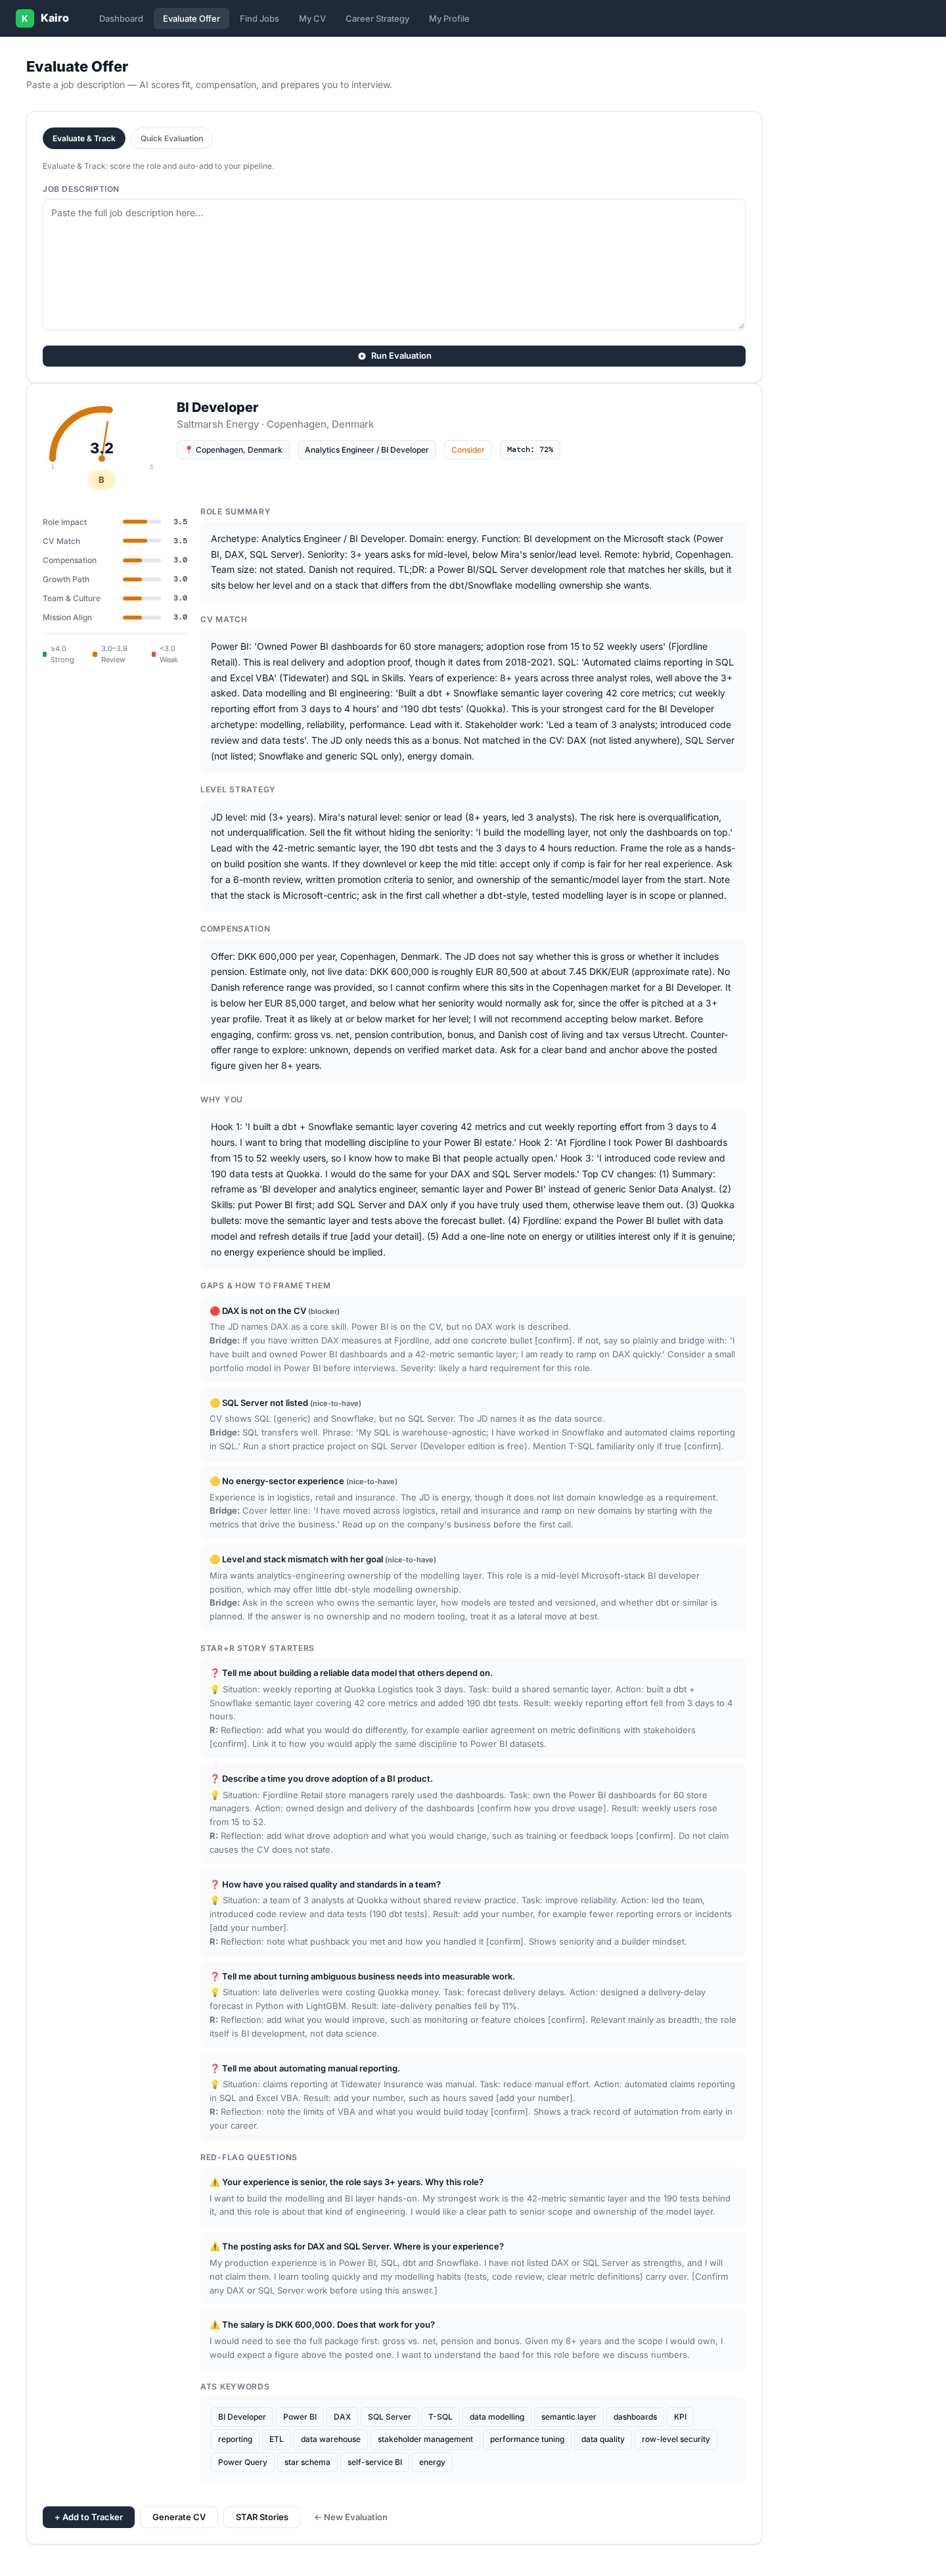 K Kairo Dashboard Evaluate Offer Find Jobs My CV Career Strategy My Profile
Evaluate Offer
Paste a job description — AI scores fit, compensation, and prepares you to interview.
Evaluate & Track Quick Evaluation
Evaluate & Track: score the role and auto-add to your pipeline.
JOB DESCRIPTION
Paste the full job description here...
Run Evaluation
3.2
1 5
B
BI Developer
Saltmarsh Energy · Copenhagen, Denmark
📍 Copenhagen, Denmark Analytics Engineer / BI Developer Consider Match: 72%
Role Impact 3.5
CV Match 3.5
Compensation 3.0
Growth Path 3.0
Team & Culture 3.0
Mission Align 3.0
≥4.0 Strong
3.0–3.9 Review
<3.0 Weak
ROLE SUMMARY
Archetype: Analytics Engineer / BI Developer. Domain: energy. Function: BI development on the Microsoft stack (Power
BI, DAX, SQL Server). Seniority: 3+ years asks for mid-level, below Mira's senior/lead level. Remote: hybrid, Copenhagen.
Team size: not stated. Danish not required. TL;DR: a Power BI/SQL Server development role that matches her skills, but it
sits below her level and on a stack that differs from the dbt/Snowflake modelling ownership she wants.
CV MATCH
Power BI: 'Owned Power BI dashboards for 60 store managers; adoption rose from 15 to 52 weekly users' (Fjordline
Retail). This is real delivery and adoption proof, though it dates from 2018-2021. SQL: 'Automated claims reporting in SQL
and Excel VBA' (Tidewater) and SQL in Skills. Years of experience: 8+ years across three analyst roles, well above the 3+
asked. Data modelling and BI engineering: 'Built a dbt + Snowflake semantic layer covering 42 core metrics; cut weekly
reporting effort from 3 days to 4 hours' and '190 dbt tests' (Quokka). This is your strongest card for the BI Developer
archetype: modelling, reliability, performance. Lead with it. Stakeholder work: 'Led a team of 3 analysts; introduced code
review and data tests'. The JD only needs this as a bonus. Not matched in the CV: DAX (not listed anywhere), SQL Server
(not listed; Snowflake and generic SQL only), energy domain.
LEVEL STRATEGY
JD level: mid (3+ years). Mira's natural level: senior or lead (8+ years, led 3 analysts). The risk here is overqualification,
not underqualification. Sell the fit without hiding the seniority: 'I build the modelling layer, not only the dashboards on top.'
Lead with the 42-metric semantic layer, the 190 dbt tests and the 3 days to 4 hours reduction. Frame the role as a hands-
on build position she wants. If they downlevel or keep the mid title: accept only if comp is fair for her real experience. Ask
for a 6-month review, written promotion criteria to senior, and ownership of the semantic/model layer from the start. Note
that the stack is Microsoft-centric; ask in the first call whether a dbt-style, tested modelling layer is in scope or planned.
COMPENSATION
Offer: DKK 600,000 per year, Copenhagen, Denmark. The JD does not say whether this is gross or whether it includes
pension. Estimate only, not live data: DKK 600,000 is roughly EUR 80,500 at about 7.45 DKK/EUR (approximate rate). No
Danish reference range was provided, so I cannot confirm where this sits in the Copenhagen market for a BI Developer. It
is below her EUR 85,000 target, and below what her seniority would normally ask for, since the offer is pitched at a 3+
year profile. Treat it as likely at or below market for her level; I will not recommend accepting below market. Before
engaging, confirm: gross vs. net, pension contribution, bonus, and Danish cost of living and tax versus Utrecht. Counter-
offer range to explore: unknown, depends on verified market data. Ask for a clear band and anchor above the posted
figure given her 8+ years.
WHY YOU
Hook 1: 'I built a dbt + Snowflake semantic layer covering 42 metrics and cut weekly reporting effort from 3 days to 4
hours. I want to bring that modelling discipline to your Power BI estate.' Hook 2: 'At Fjordline I took Power BI dashboards
from 15 to 52 weekly users, so I know how to make BI that people actually open.' Hook 3: 'I introduced code review and
190 data tests at Quokka. I would do the same for your DAX and SQL Server models.' Top CV changes: (1) Summary:
reframe as 'BI developer and analytics engineer, semantic layer and Power BI' instead of generic Senior Data Analyst. (2)
Skills: put Power BI first; add SQL Server and DAX only if you have truly used them, otherwise leave them out. (3) Quokka
bullets: move the semantic layer and tests above the forecast bullet. (4) Fjordline: expand the Power BI bullet with data
model and refresh details if true [add your detail]. (5) Add a one-line note on energy or utilities interest only if it is genuine;
no energy experience should be implied.
GAPS & HOW TO FRAME THEM
🔴 DAX is not on the CV (blocker)
The JD names DAX as a core skill. Power BI is on the CV, but no DAX work is described.
Bridge: If you have written DAX measures at Fjordline, add one concrete bullet [confirm]. If not, say so plainly and bridge with: 'I
have built and owned Power BI dashboards and a 42-metric semantic layer; I am ready to ramp on DAX quickly.' Consider a small
portfolio model in Power BI before interviews. Severity: likely a hard requirement for this role.
🟡 SQL Server not listed (nice-to-have)
CV shows SQL (generic) and Snowflake, but no SQL Server. The JD names it as the data source.
Bridge: SQL transfers well. Phrase: 'My SQL is warehouse-agnostic; I have worked in Snowflake and automated claims reporting
in SQL.' Run a short practice project on SQL Server (Developer edition is free). Mention T-SQL familiarity only if true [confirm].
🟡 No energy-sector experience (nice-to-have)
Experience is in logistics, retail and insurance. The JD is energy, though it does not list domain knowledge as a requirement.
Bridge: Cover letter line: 'I have moved across logistics, retail and insurance and ramp on new domains by starting with the
metrics that drive the business.' Read up on the company's business before the first call.
🟡 Level and stack mismatch with her goal (nice-to-have)
Mira wants analytics-engineering ownership of the modelling layer. This role is a mid-level Microsoft-stack BI developer
position, which may offer little dbt-style modelling ownership.
Bridge: Ask in the screen who owns the semantic layer, how models are tested and versioned, and whether dbt or similar is
planned. If the answer is no ownership and no modern tooling, treat it as a lateral move at best.
STAR+R STORY STARTERS
❓ Tell me about building a reliable data model that others depend on.
💡 Situation: weekly reporting at Quokka Logistics took 3 days. Task: build a shared semantic layer. Action: built a dbt +
Snowflake semantic layer covering 42 core metrics and added 190 dbt tests. Result: weekly reporting effort fell from 3 days to 4
hours.
R: Reflection: add what you would do differently, for example earlier agreement on metric definitions with stakeholders
[confirm]. Link it to how you would apply the same discipline to Power BI datasets.
❓ Describe a time you drove adoption of a BI product.
💡 Situation: Fjordline Retail store managers rarely used the dashboards. Task: own the Power BI dashboards for 60 store
managers. Action: owned design and delivery of the dashboards [confirm how you drove usage]. Result: weekly users rose
from 15 to 52.
R: Reflection: add what drove adoption and what you would change, such as training or feedback loops [confirm]. Do not claim
causes the CV does not state.
❓ How have you raised quality and standards in a team?
💡 Situation: a team of 3 analysts at Quokka without shared review practice. Task: improve reliability. Action: led the team,
introduced code review and data tests (190 dbt tests). Result: add your number, for example fewer reporting errors or incidents
[add your number].
R: Reflection: note what pushback you met and how you handled it [confirm]. Shows seniority and a builder mindset.
❓ Tell me about turning ambiguous business needs into measurable work.
💡 Situation: late deliveries were costing Quokka money. Task: forecast delivery delays. Action: designed a delivery-delay
forecast in Python with LightGBM. Result: late-delivery penalties fell by 11%.
R: Reflection: add what you would improve, such as monitoring or feature choices [confirm]. Relevant mainly as breadth; the role
itself is BI development, not data science.
❓ Tell me about automating manual reporting.
💡 Situation: claims reporting at Tidewater Insurance was manual. Task: reduce manual effort. Action: automated claims reporting
in SQL and Excel VBA. Result: add your number, such as hours saved [add your number].
R: Reflection: note the limits of VBA and what you would build today [confirm]. Shows a track record of automation from early in
your career.
RED-FLAG QUESTIONS
⚠️ Your experience is senior, the role says 3+ years. Why this role?
I want to build the modelling and BI layer hands-on. My strongest work is the 42-metric semantic layer and the 190 tests behind
it, and this role is about that kind of engineering. I would like a clear path to senior scope and ownership of the model layer.
⚠️ The posting asks for DAX and SQL Server. Where is your experience?
My production experience is in Power BI, SQL, dbt and Snowflake. I have not listed DAX or SQL Server as strengths, and I will
not claim them. I learn tooling quickly and my modelling habits (tests, code review, clear metric definitions) carry over. [Confirm
any DAX or SQL Server work before using this answer.]
⚠️ The salary is DKK 600,000. Does that work for you?
I would need to see the full package first: gross vs. net, pension and bonus. Given my 8+ years and the scope I would own, I
would expect a figure above the posted one. I want to understand the band for this role before we discuss numbers.
ATS KEYWORDS
BI Developer Power BI DAX SQL Server T-SQL data modelling semantic layer dashboards KPI
reporting ETL data warehouse stakeholder management performance tuning data quality row-level security
Power Query star schema self-service BI energy
+ Add to Tracker Generate CV STAR Stories ← New Evaluation